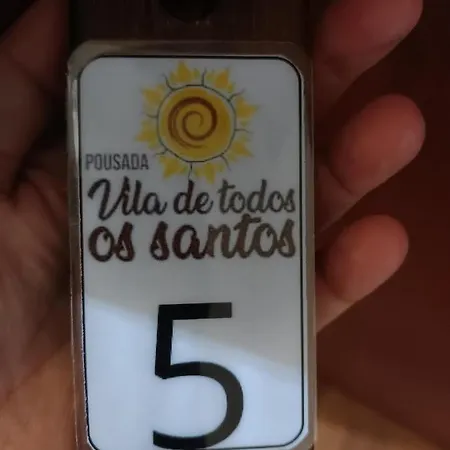 POUSADA
Vila de todos
os santos
5